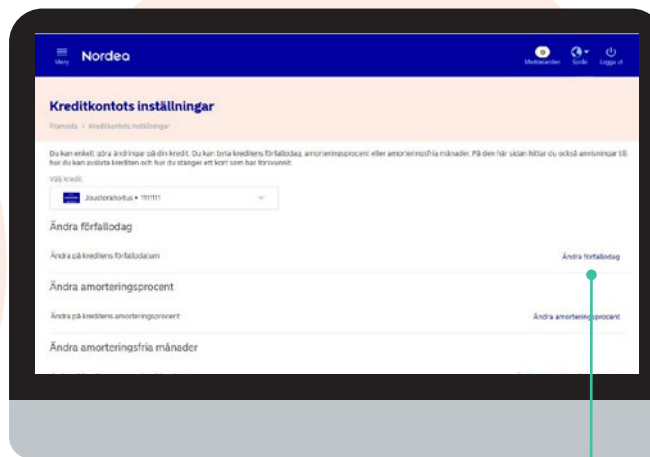 Nordea
Meny
Meddelanden
Språk
Logga ut
Kreditkontots inställningar
Framsida • Kreditkontots inställningar
Du kan enkelt göra ändringar på din kredit. Du kan byta kreditens förfallodag, amorteringsprocent eller amorteringsfria månader. På den här sidan hittar du också anvisningar till
hur du kan avsluta krediten och hur du stänger ett kort som har försvunnit.
Välj kredit
Joustorahoitus • 1111111
Ändra förfallodag
Ändra på kreditens förfallodatum
Ändra förfallodag
Ändra amorteringsprocent
Ändra på kreditens amorteringsprocent
Ändra amorteringsprocent
Ändra amorteringsfria månader